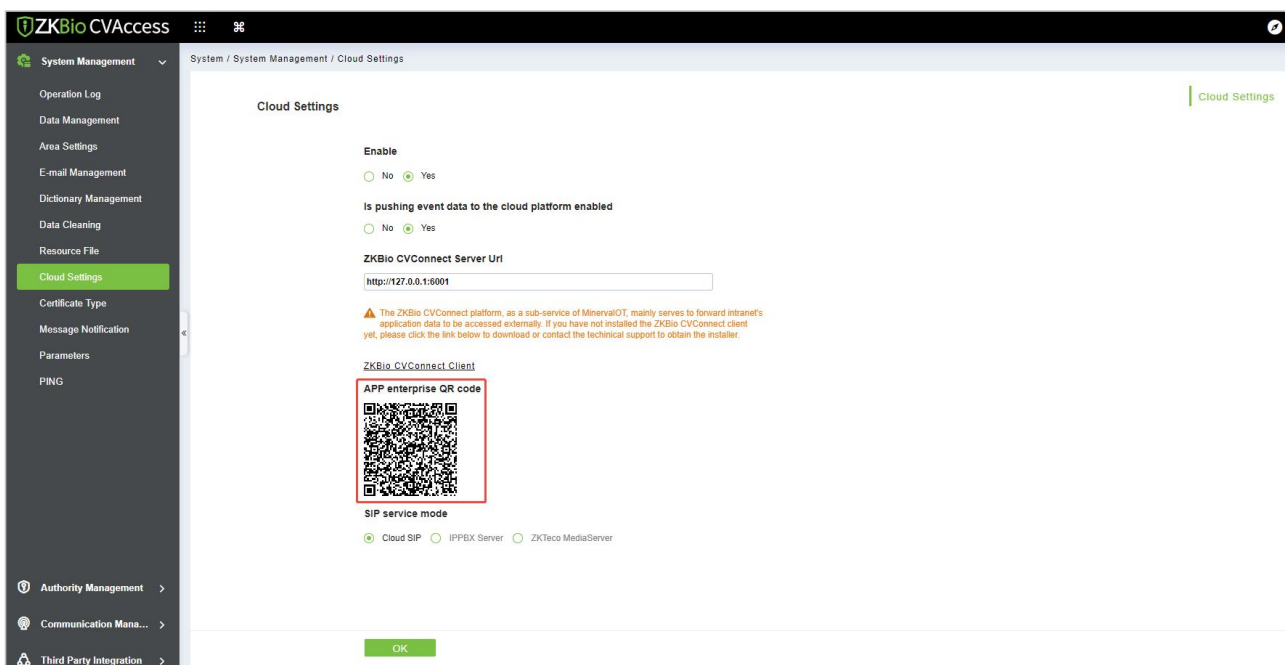 ZKBio CVAccess
System Management
Operation Log
Data Management
Area Settings
E-mail Management
Dictionary Management
Data Cleaning
Resource File
Cloud Settings
Certificate Type
Message Notification
Parameters
PING
Authority Management
Communication Mana...
Third Party Integration
System / System Management / Cloud Settings
Cloud Settings
Cloud Settings
Enable
No Yes
Is pushing event data to the cloud platform enabled
No Yes
ZKBio CVConnect Server Url
http://127.0.0.1:6001
The ZKBio CVConnect platform, as a sub-service of MinervaIOT, mainly serves to forward intranet's
application data to be accessed externally. If you have not installed the ZKBio CVConnect client
yet, please click the link below to download or contact the techinical support to obtain the installer.
ZKBio CVConnect Client
APP enterprise QR code
SIP service mode
Cloud SIP IPPBX Server ZKTeco MediaServer
OK